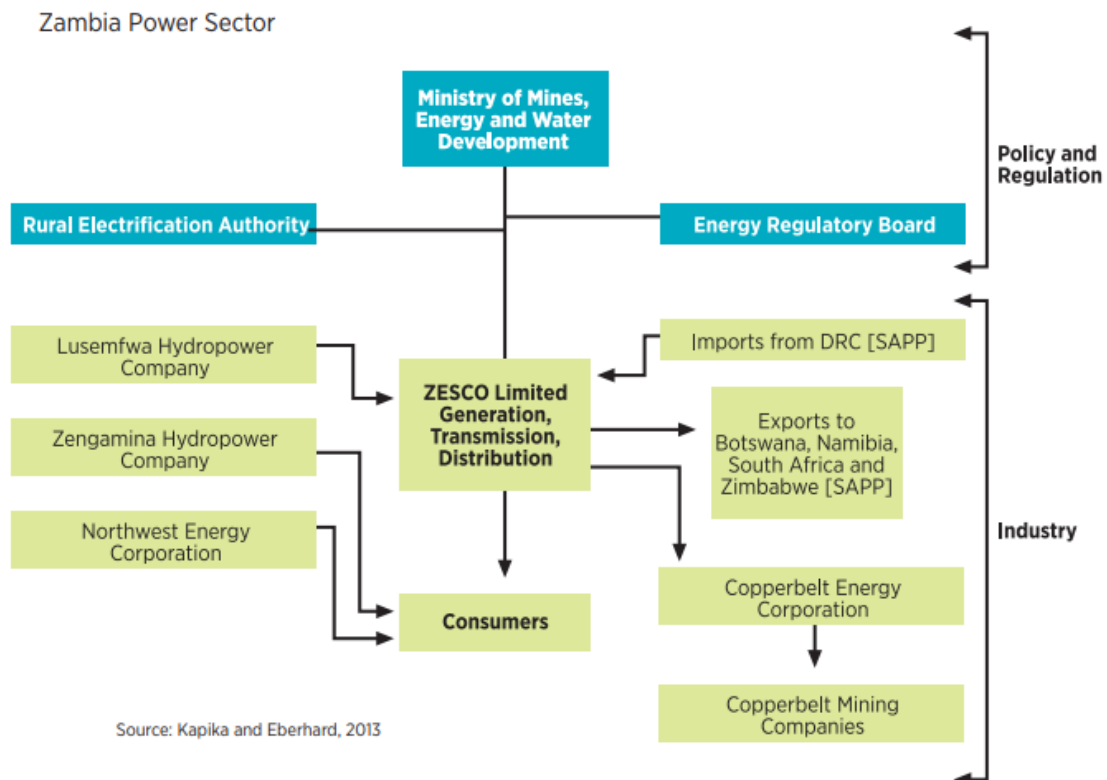 Zambia Power Sector
Ministry of Mines,
Energy and Water
Development
Policy and
Regulation
Rural Electrification Authority
Energy Regulatory Board
Lusemfwa Hydropower
Company
Imports from DRC [SAPP]
ZESCO Limited
Generation,
Transmission,
Distribution
Exports to
Botswana, Namibia,
South Africa and
Zimbabwe [SAPP]
Zengamina Hydropower
Company
Northwest Energy
Corporation
Industry
Consumers
Copperbelt Energy
Corporation
Copperbelt Mining
Companies
Source: Kapika and Eberhard, 2013